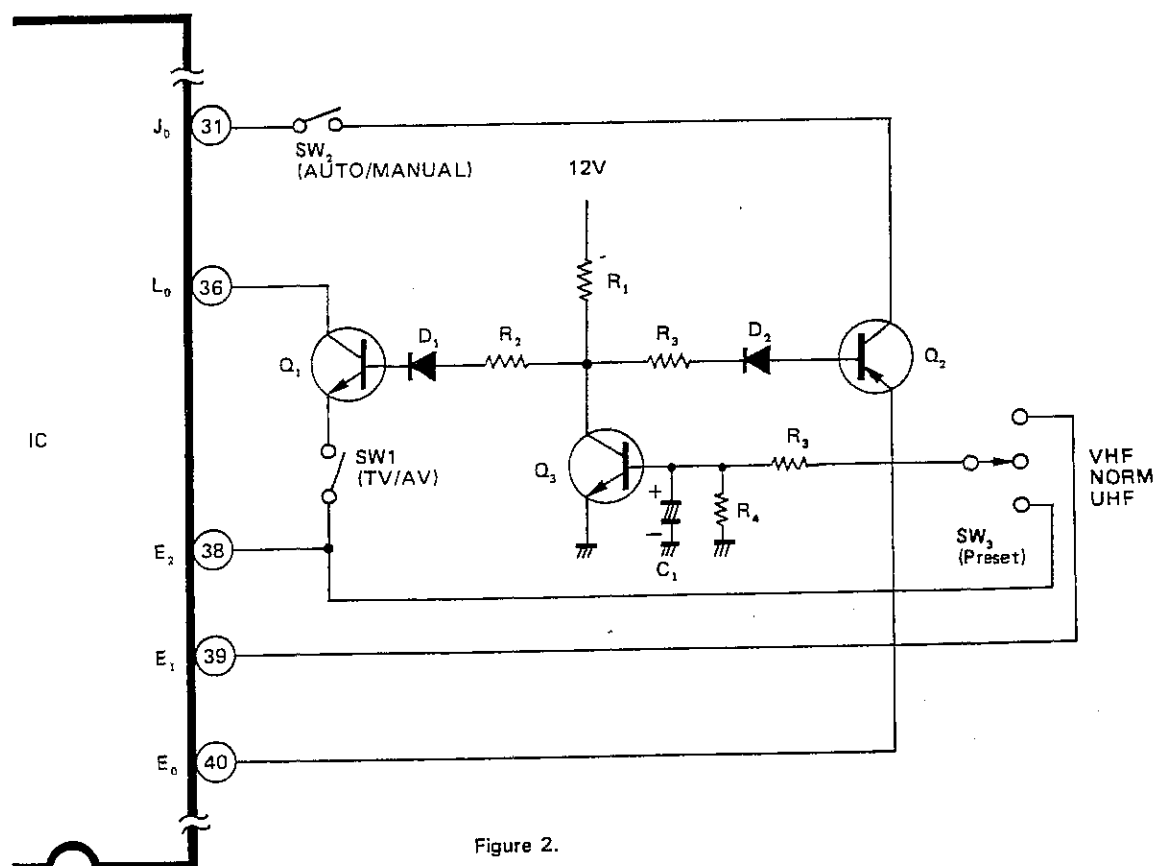 J₀ 31
SW₂
(AUTO/MANUAL)
12V
L₀ 36
R₁
D₁
R₂
R₃
D₂
Q₁
Q₂
IC
SW1
(TV/AV)
Q₃
R₃
+
−
R₄
C₁
VHF
NORM
UHF
SW₃
(Preset)
E₂ 38
E₁ 39
E₀ 40
Figure 2.